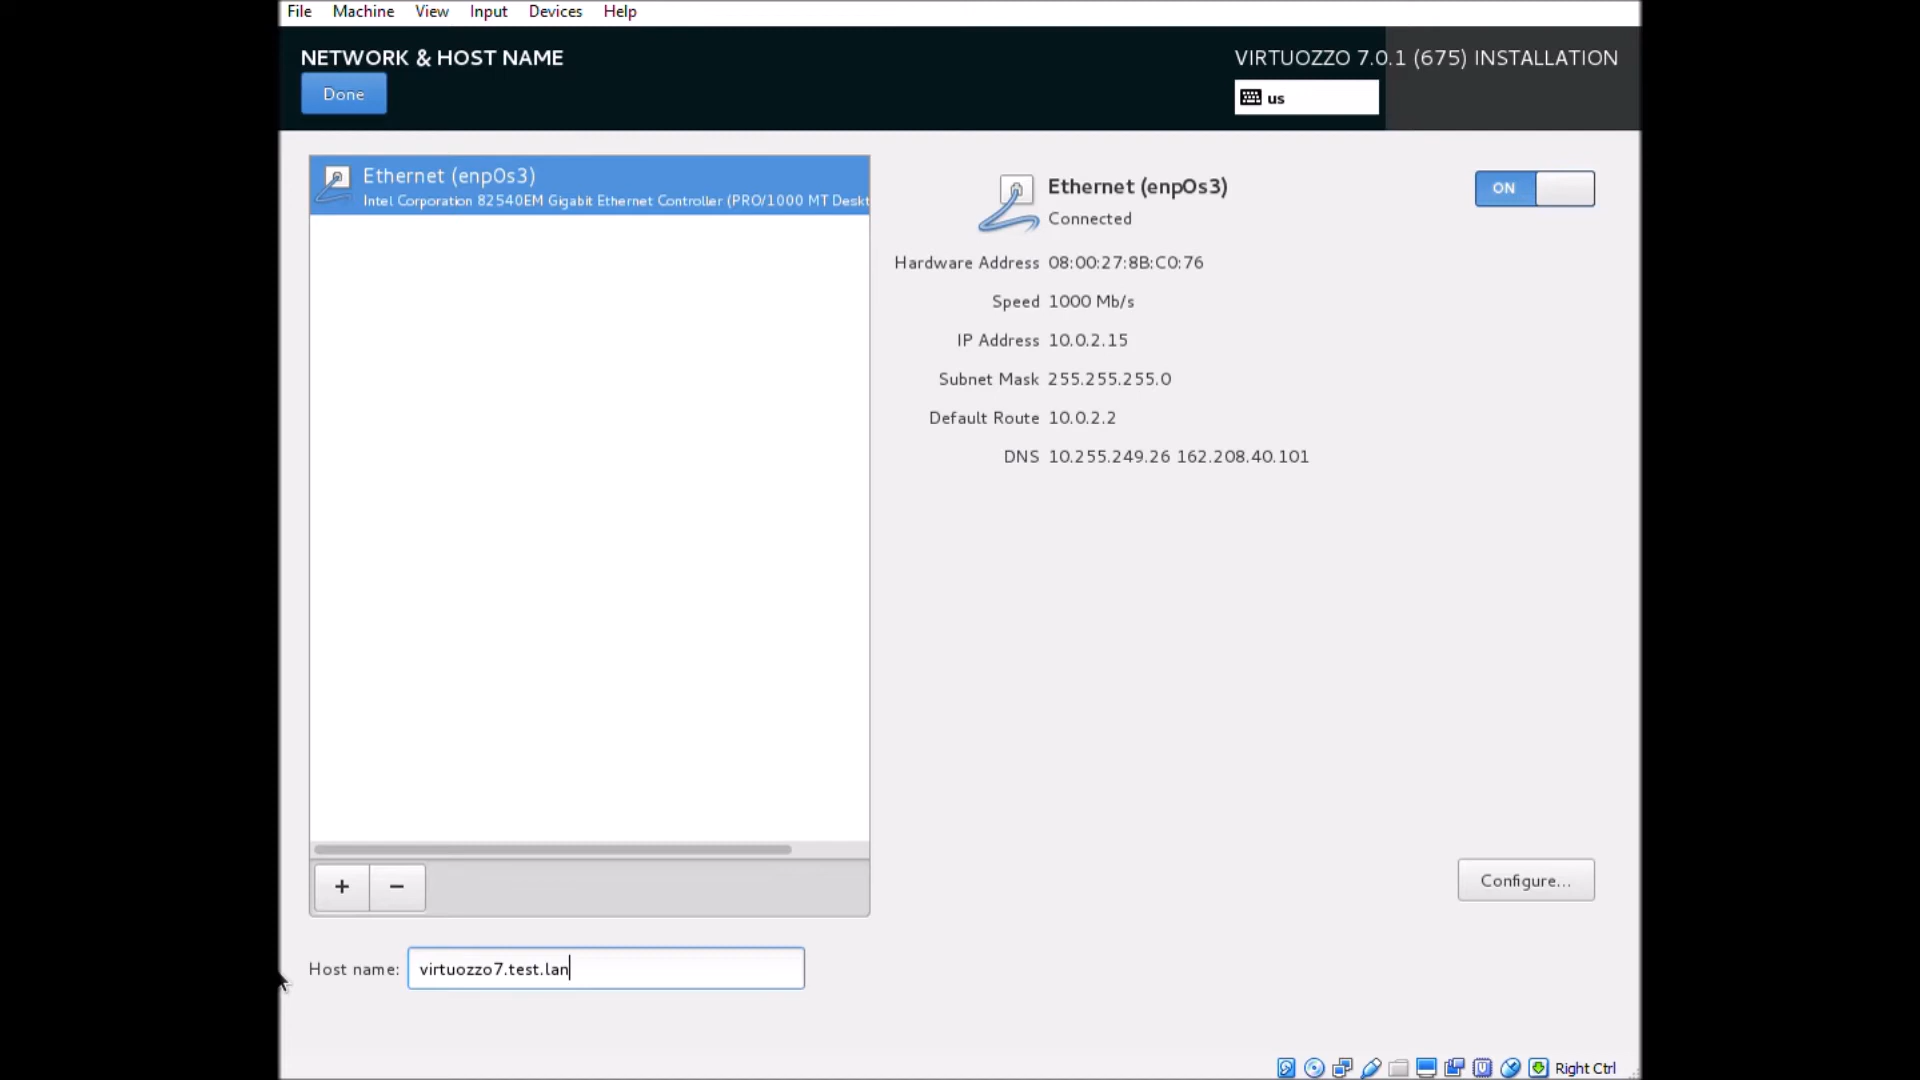 File Machine View Input Devices Help
NETWORK & HOST NAME
VIRTUOZZO 7.0.1 (675) INSTALLATION
Done
us
Ethernet (enp0s3)
Intel Corporation 82540EM Gigabit Ethernet Controller (PRO/1000 MT Deskt
Ethernet (enp0s3)
ON
Connected
Hardware Address 08:00:27:8B:C0:76
Speed 1000 Mb/s
IP Address 10.0.2.15
Subnet Mask 255.255.255.0
Default Route 10.0.2.2
DNS 10.255.249.26 162.208.40.101
+ −
Configure...
Host name: virtuozzo7.test.lan
Right Ctrl